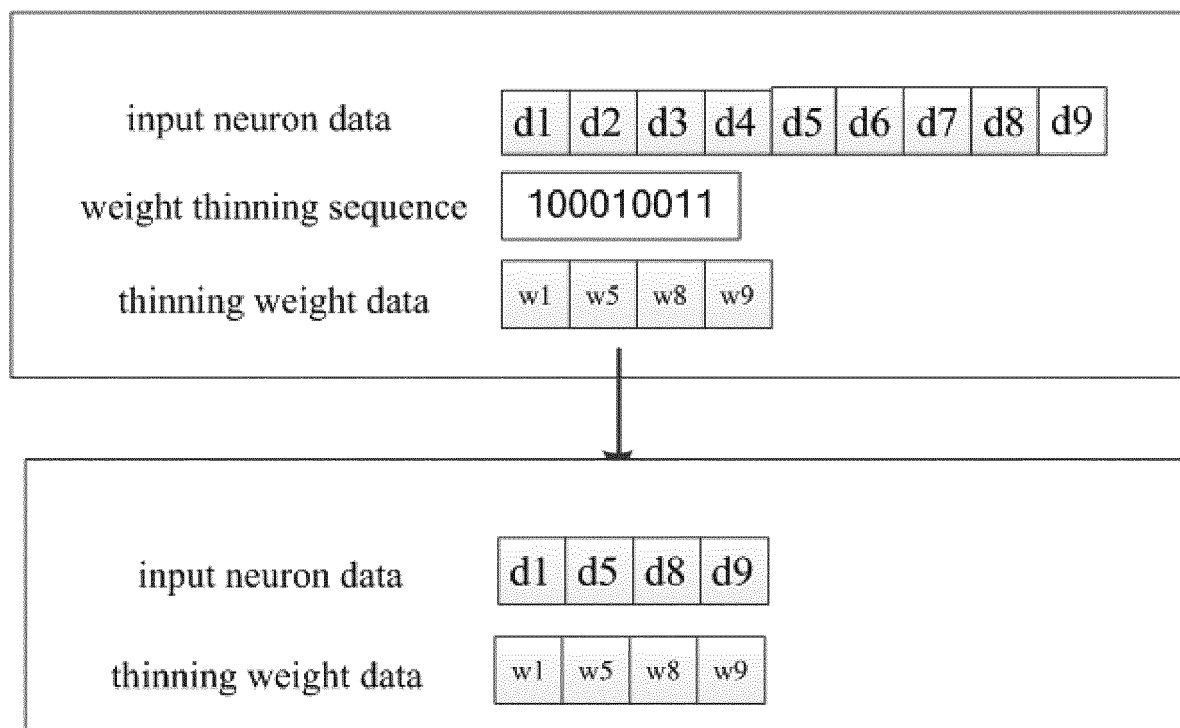 input neuron data d1 d2 d3 d4 d5 d6 d7 d8 d9
weight thinning sequence 100010011
thinning weight data w1 w5 w8 w9
input neuron data d1 d5 d8 d9
thinning weight data w1 w5 w8 w9